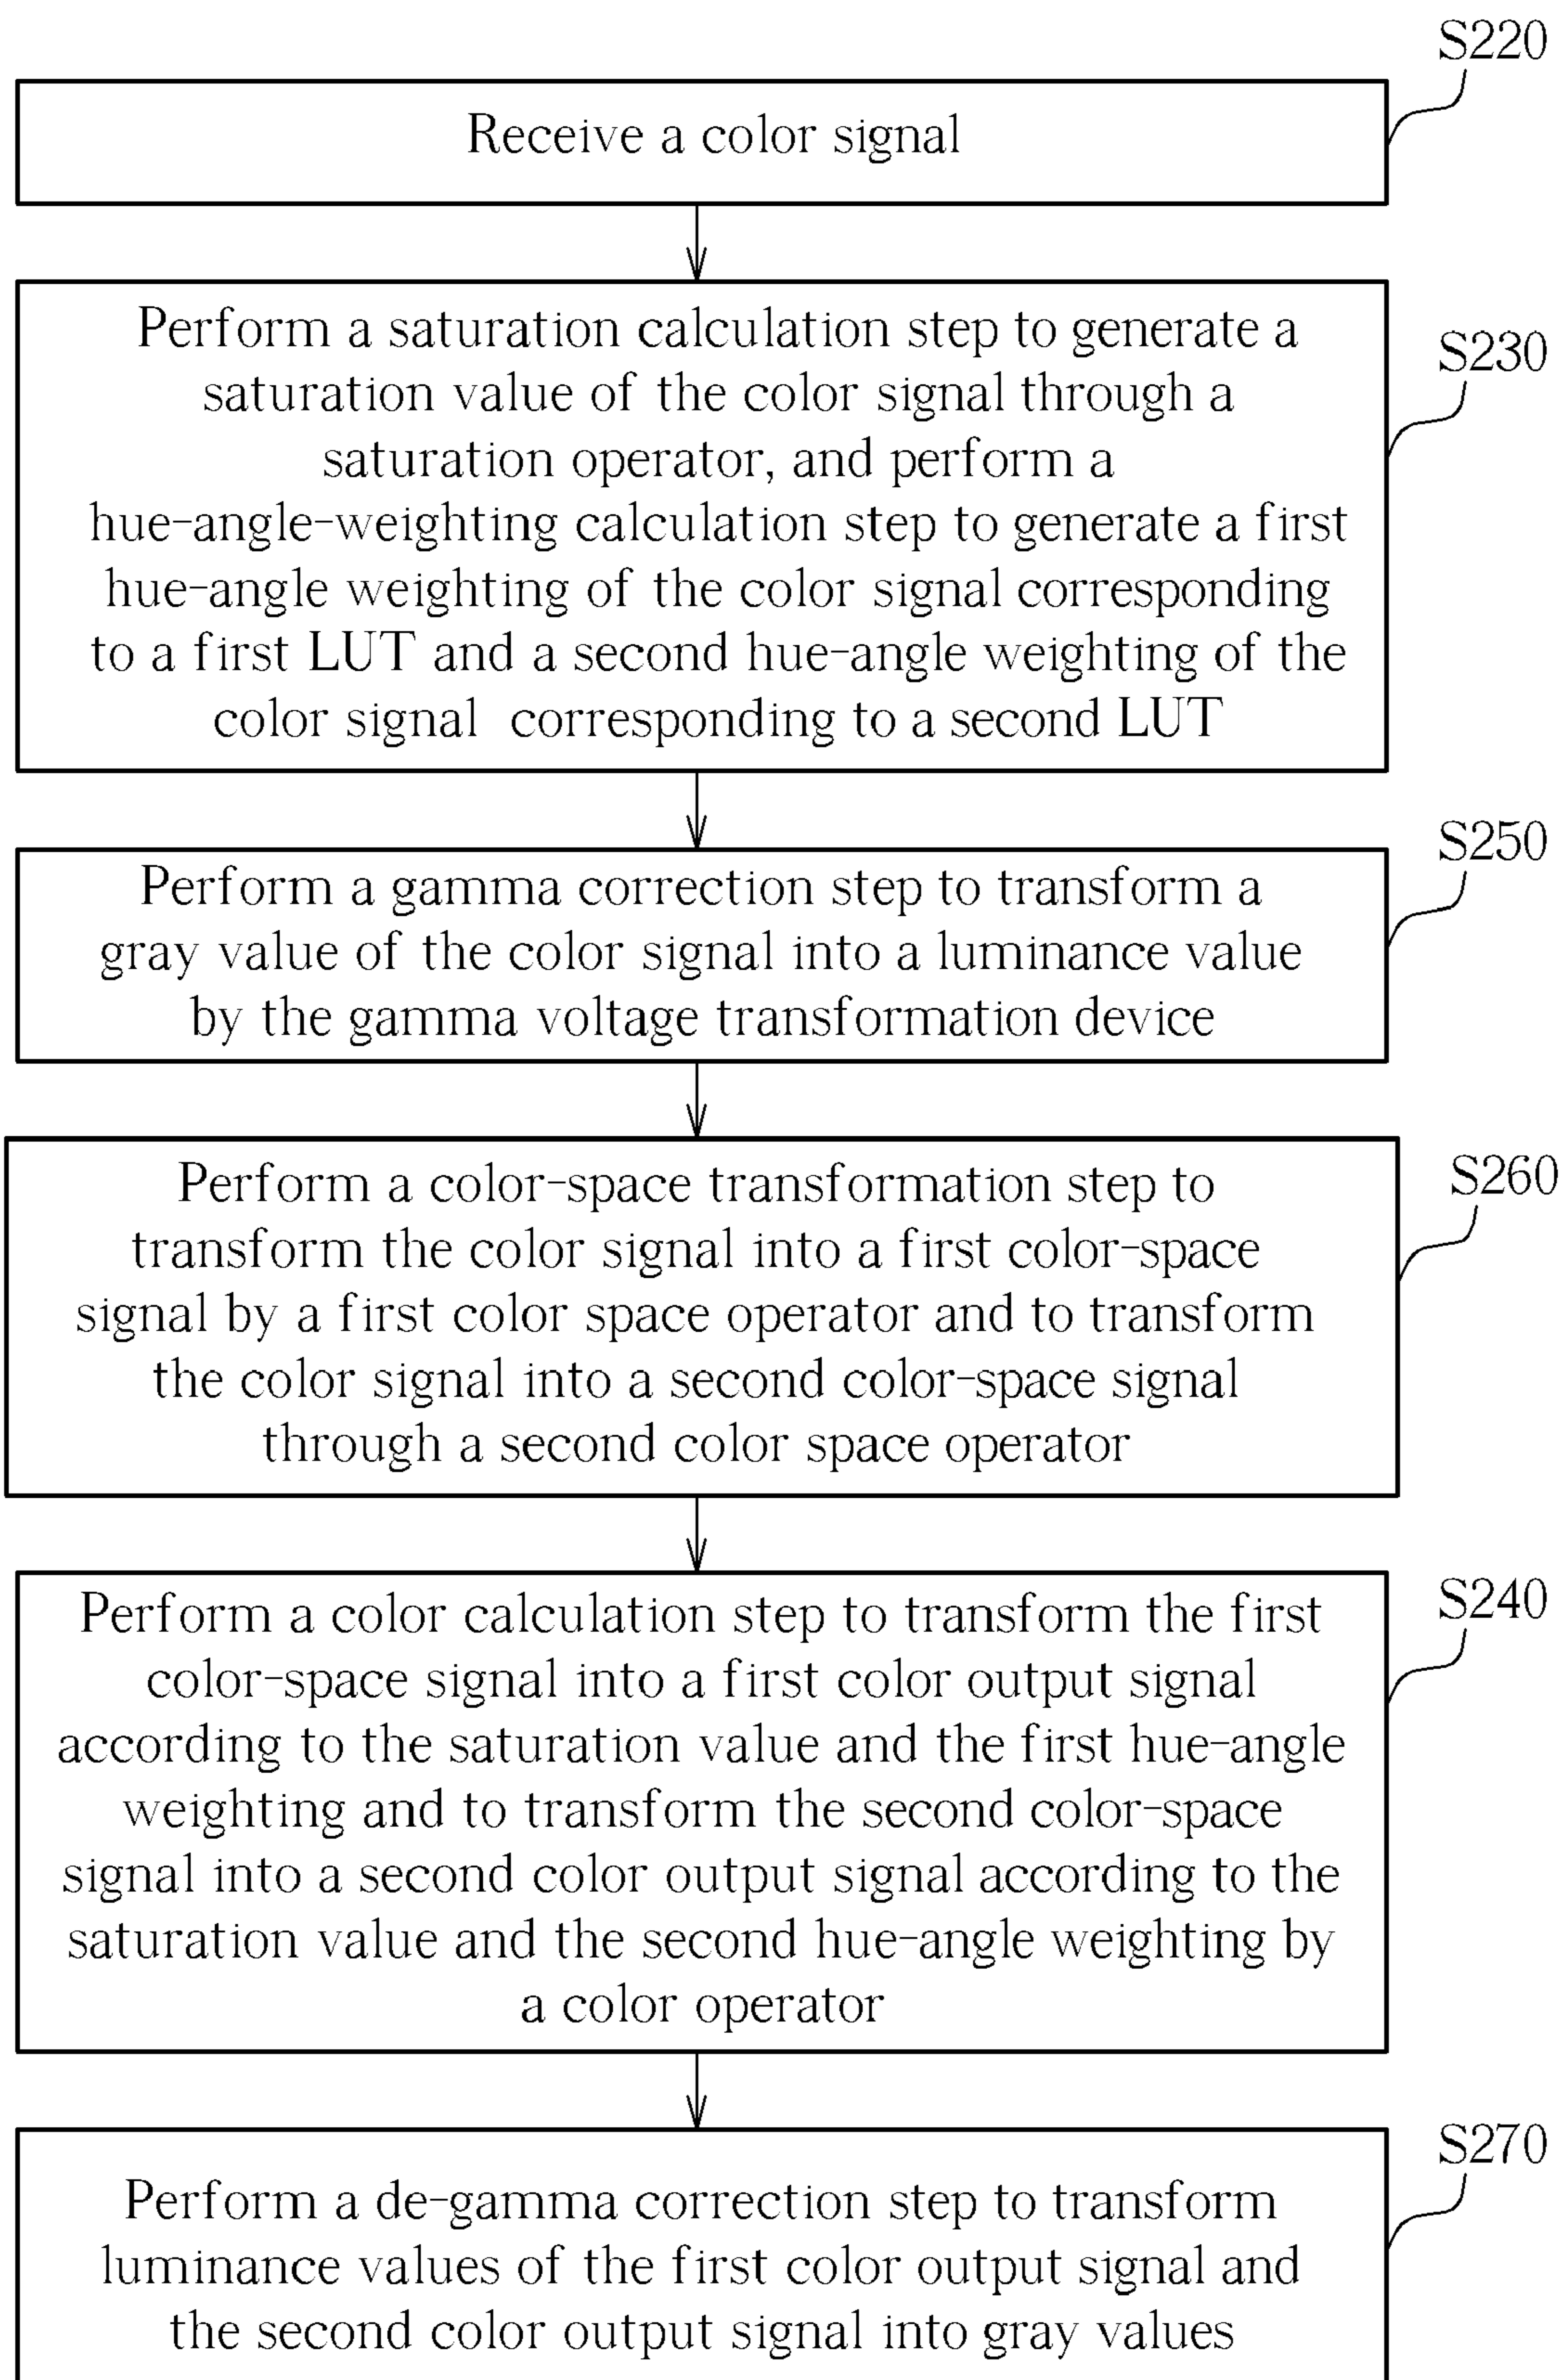 S220
Receive a color signal
S230
Perform a saturation calculation step to generate a
saturation value of the color signal through a
saturation operator, and perform a
hue-angle-weighting calculation step to generate a first
hue-angle weighting of the color signal corresponding
to a first LUT and a second hue-angle weighting of the
color signal corresponding to a second LUT
S250
Perform a gamma correction step to transform a
gray value of the color signal into a luminance value
by the gamma voltage transformation device
S260
Perform a color-space transformation step to
transform the color signal into a first color-space
signal by a first color space operator and to transform
the color signal into a second color-space signal
through a second color space operator
S240
Perform a color calculation step to transform the first
color-space signal into a first color output signal
according to the saturation value and the first hue-angle
weighting and to transform the second color-space
signal into a second color output signal according to the
saturation value and the second hue-angle weighting by
a color operator
S270
Perform a de-gamma correction step to transform
luminance values of the first color output signal and
the second color output signal into gray values